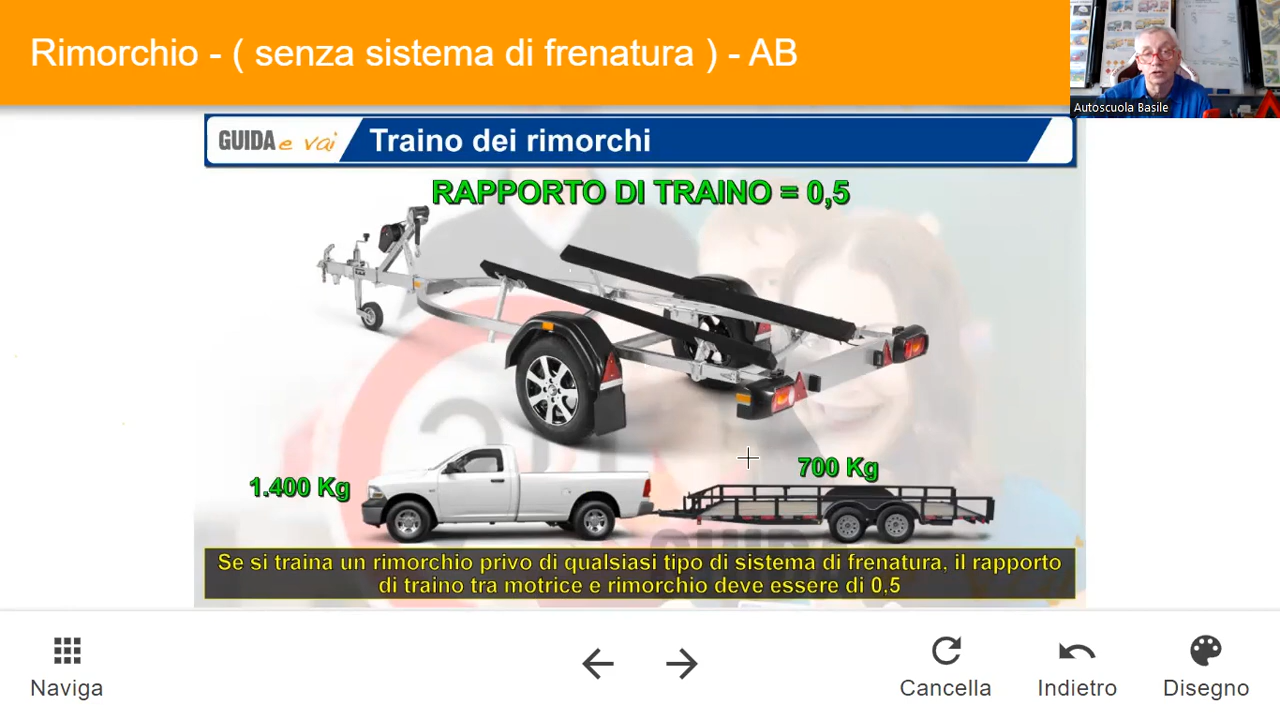 Rimorchio - ( senza sistema di frenatura ) - AB
Autoscuola Basile
GUIDA e vai
Traino dei rimorchi
RAPPORTO DI TRAINO = 0,5
1.400 Kg
700 Kg
Se si traina un rimorchio privo di qualsiasi tipo di sistema di frenatura, il rapporto
di traino tra motrice e rimorchio deve essere di 0,5
Naviga
Cancella
Indietro
Disegno